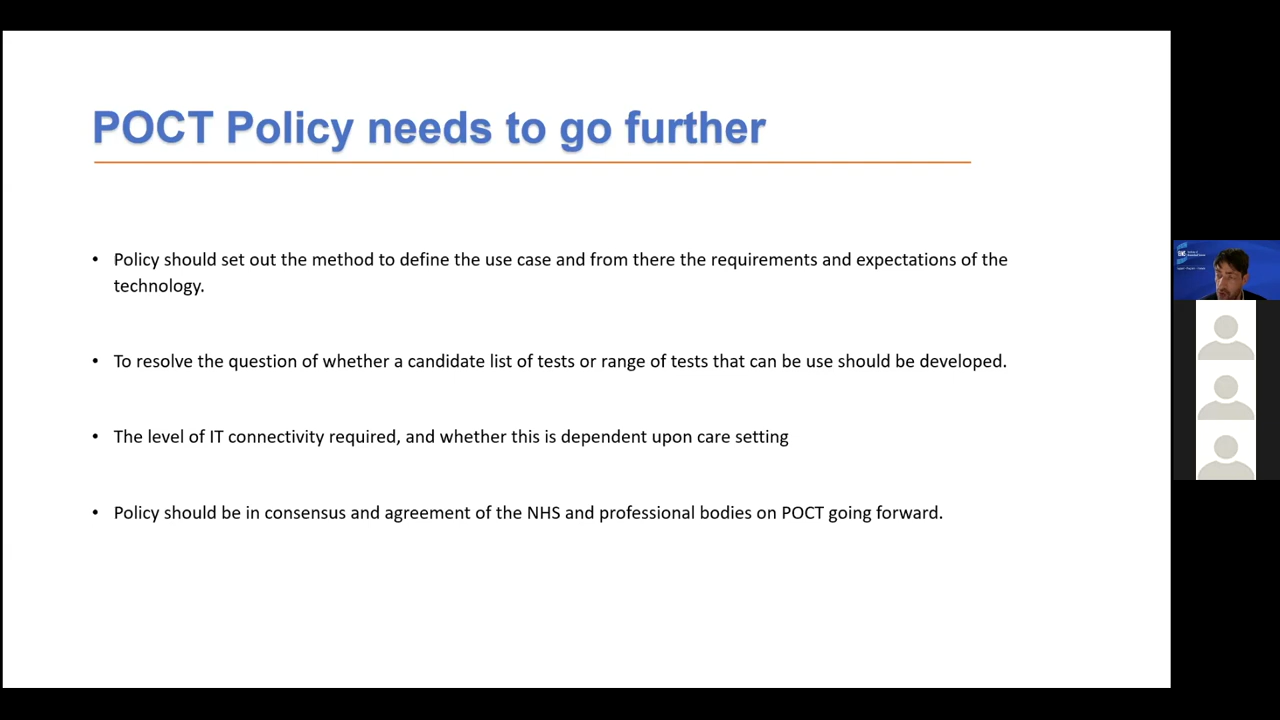 POCT Policy needs to go further
• Policy should set out the method to define the use case and from there the requirements and expectations of the
technology.
• To resolve the question of whether a candidate list of tests or range of tests that can be use should be developed.
• The level of IT connectivity required, and whether this is dependent upon care setting
• Policy should be in consensus and agreement of the NHS and professional bodies on POCT going forward.